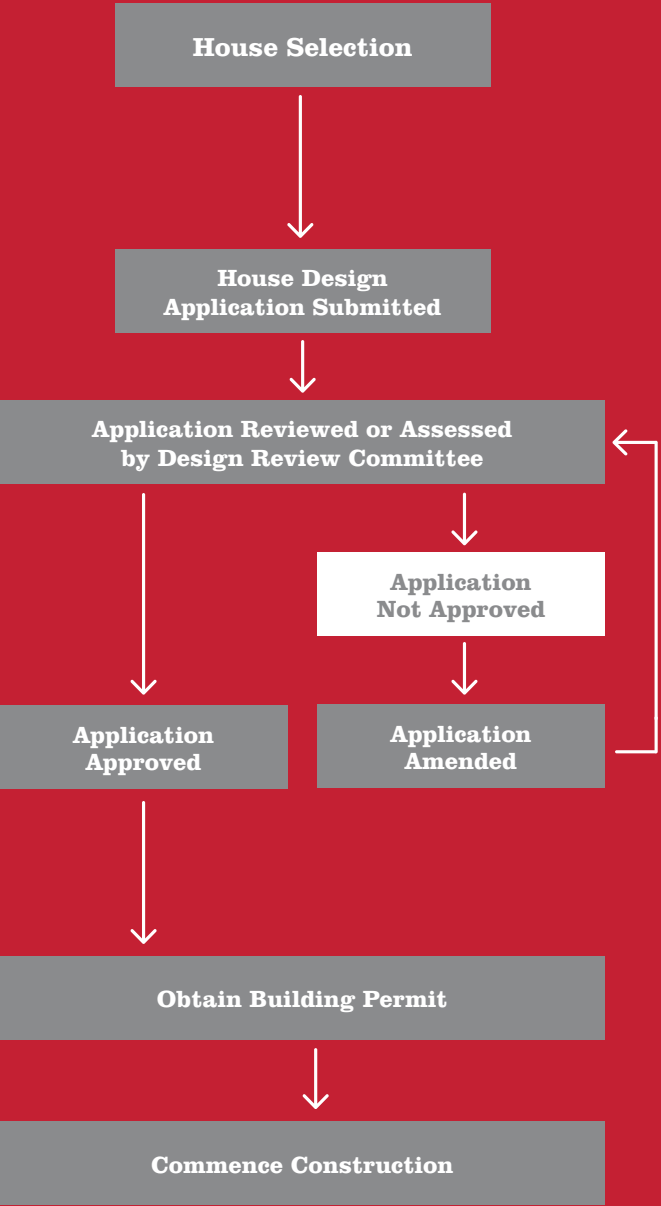 House Selection
House Design
Application Submitted
Application Reviewed or Assessed
by Design Review Committee
Application
Not Approved
Application
Approved
Application
Amended
Obtain Building Permit
Commence Construction